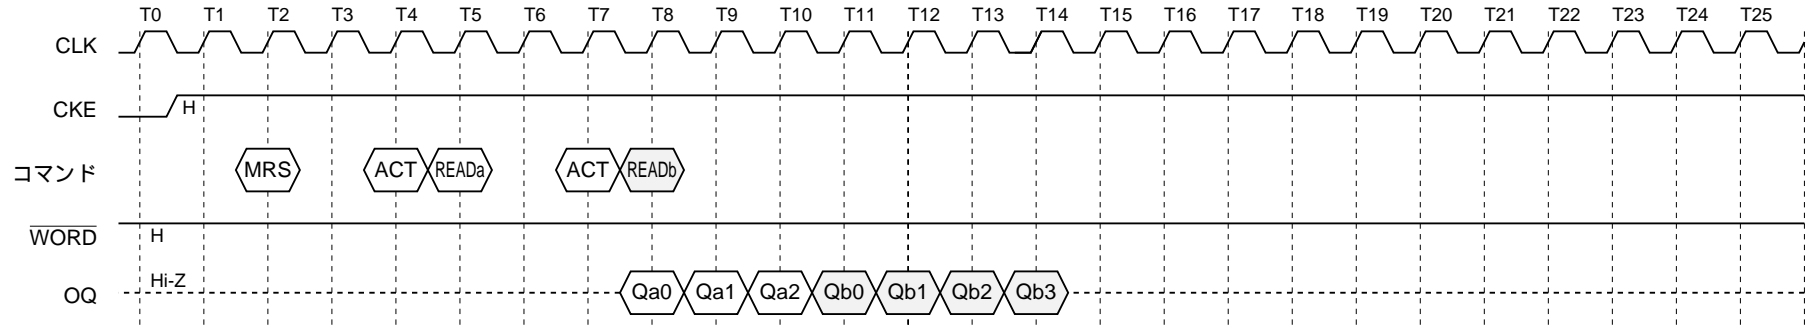 T0 T1 T2 T3 T4 T5 T6 T7 T8 T9 T10 T11 T12 T13 T14 T15 T16 T17 T18 T19 T20 T21 T22 T23 T24 T25
CLK
CKE H
コマンド MRS ACT READa ACT READb
WORD H
OQ Hi-Z Qa0 Qa1 Qa2 Qb0 Qb1 Qb2 Qb3